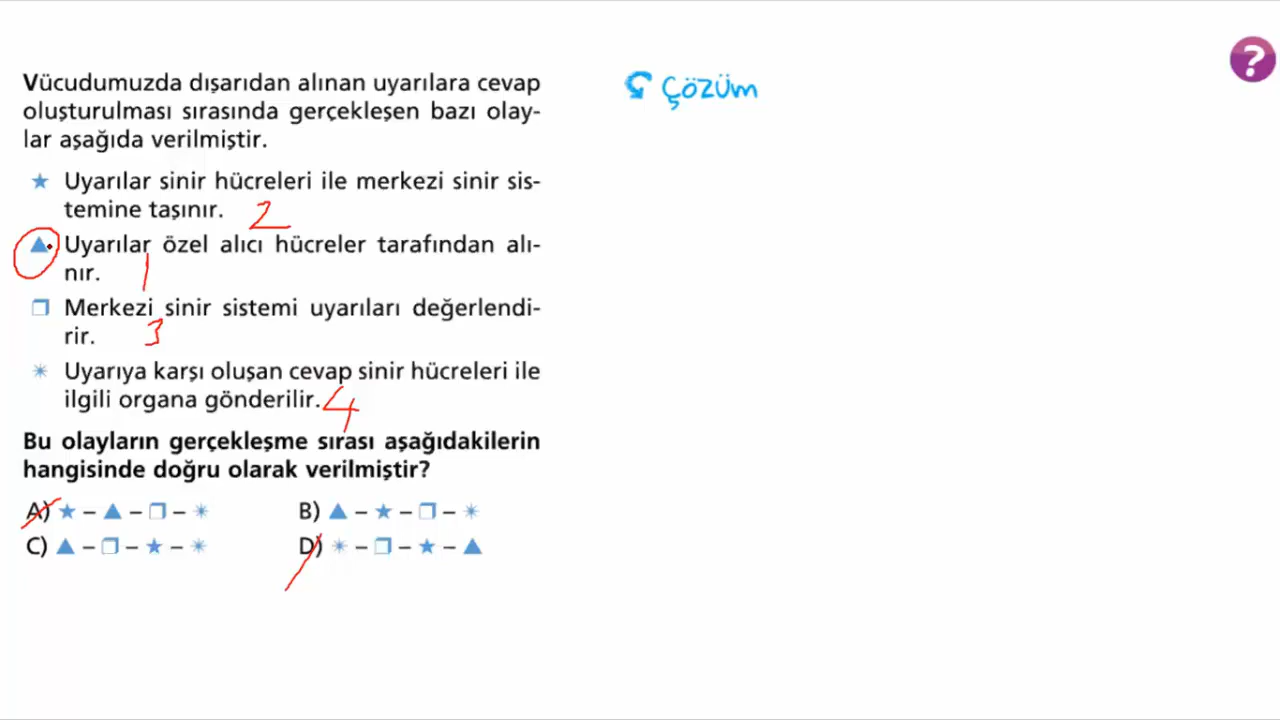 Vücudumuzda dışarıdan alınan uyarılara cevap
oluşturulması sırasında gerçekleşen bazı olay-
lar aşağıda verilmiştir.
★ Uyarılar sinir hücreleri ile merkezi sinir sis-
temine taşınır. 2
▲ Uyarılar özel alıcı hücreler tarafından alı-
nır. 1
❒ Merkezi sinir sistemi uyarıları değerlendi-
rir. 3
✳ Uyarıya karşı oluşan cevap sinir hücreleri ile
ilgili organa gönderilir. 4
Bu olayların gerçekleşme sırası aşağıdakilerin
hangisinde doğru olarak verilmiştir?
A) ★ – ▲ – ❒ – ✳ B) ▲ – ★ – ❒ – ✳
C) ▲ – ❒ – ★ – ✳ D) ✳ – ❒ – ★ – ▲
Çözüm
?